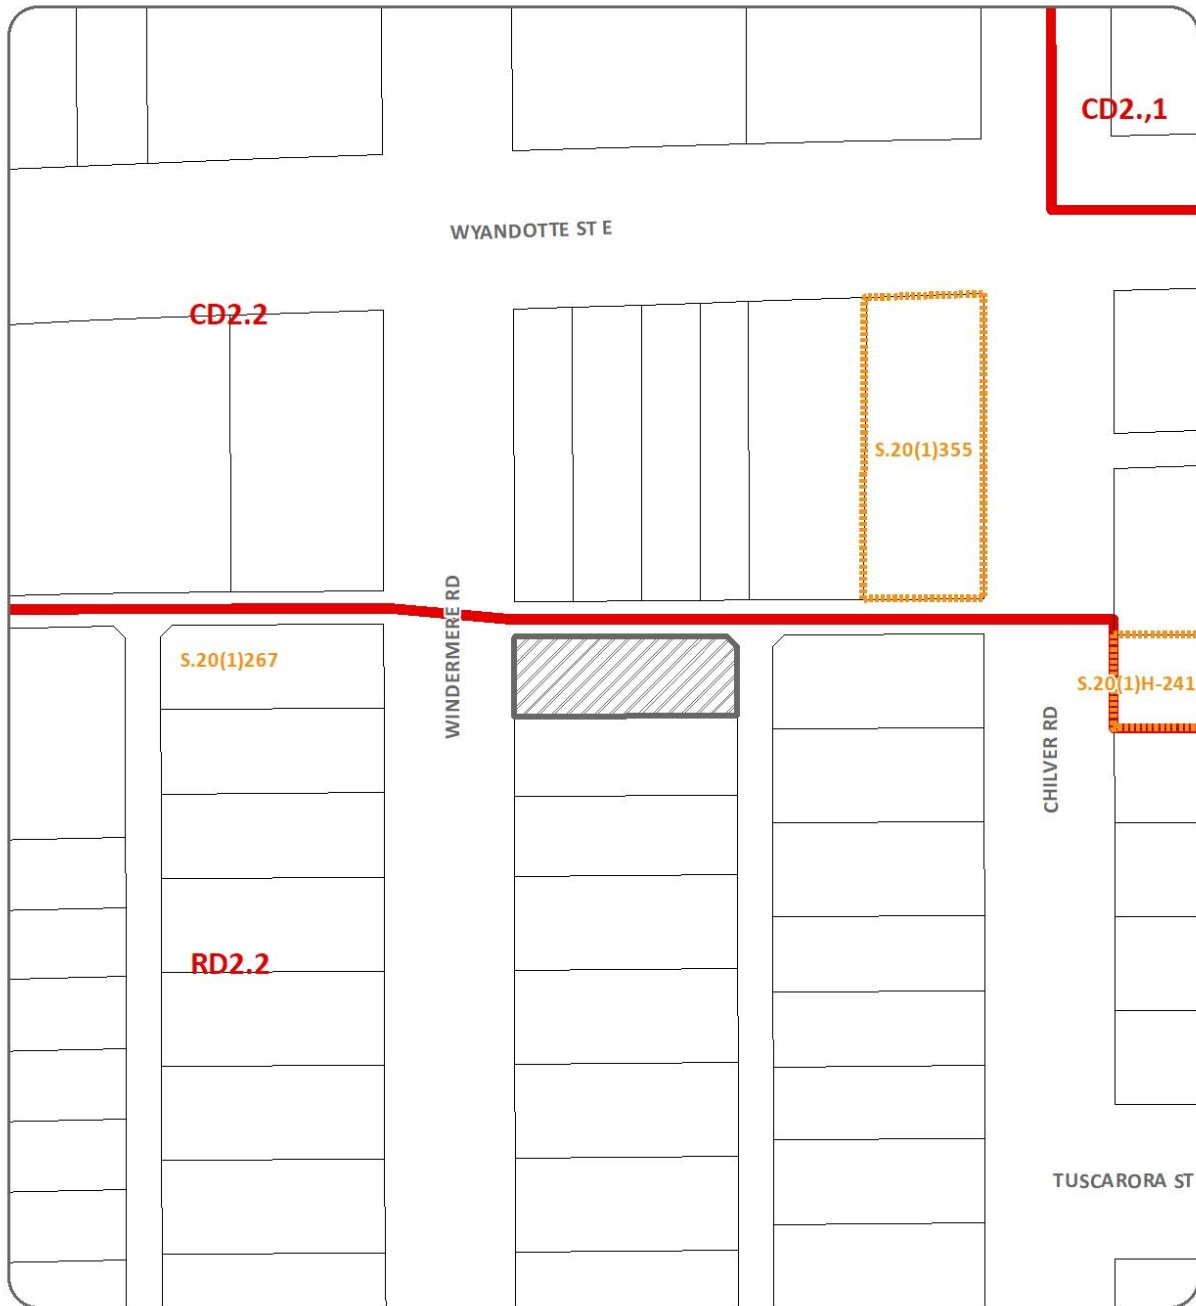 CD2.,1
WYANDOTTE ST E
CD2.2
S.20(1)355
WINDERMERE RD
S.20(1)267
S.20(1)H-241
CHILVER RD
RD2.2
TUSCARORA ST